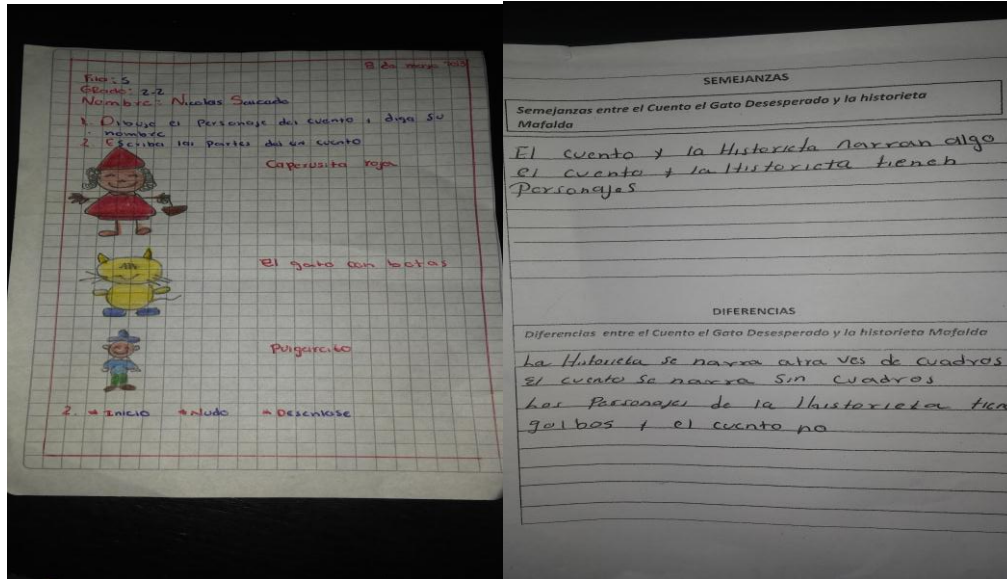 8 de marzo
Fila: 5
Grado: 2-2
Nombre: Nicolas
1. Dibuje el Personaje del cuento y diga su
nombre
2. Escriba las partes de un cuento
Caperusita roja
El gato con botas
Pulgarcito
2. Inicio Nudo Desenlase
SEMEJANZAS
Semejanzas entre el Cuento el Gato Desesperado y la historieta
Mafalda
El cuento y la Historieta narran algo
el cuento y la Historieta tienen
Personajes
DIFERENCIAS
Diferencias entre el Cuento el Gato Desesperado y la historieta Mafalda
La Historieta se narra atra ves de cuadros
El cuento se narra sin cuadros
Los Personajes de la historieta tien
golbos y el cuento no